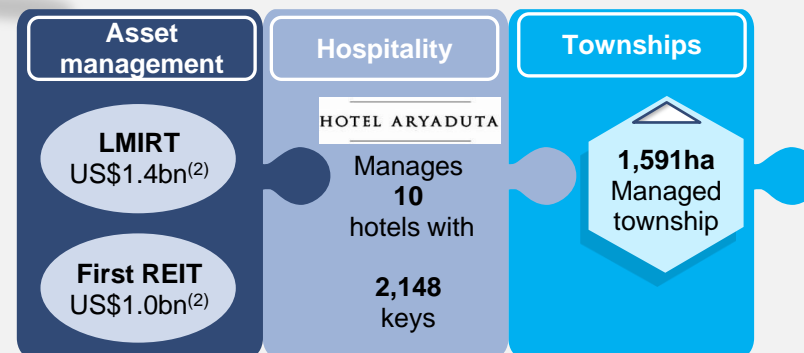 Asset
management
LMIRT
US$1.4bn(2)
First REIT
US$1.0bn(2)
Hospitality
HOTEL ARYADUTA
Manages
10
hotels with
2,148
keys
Townships
1,591ha
Managed
township